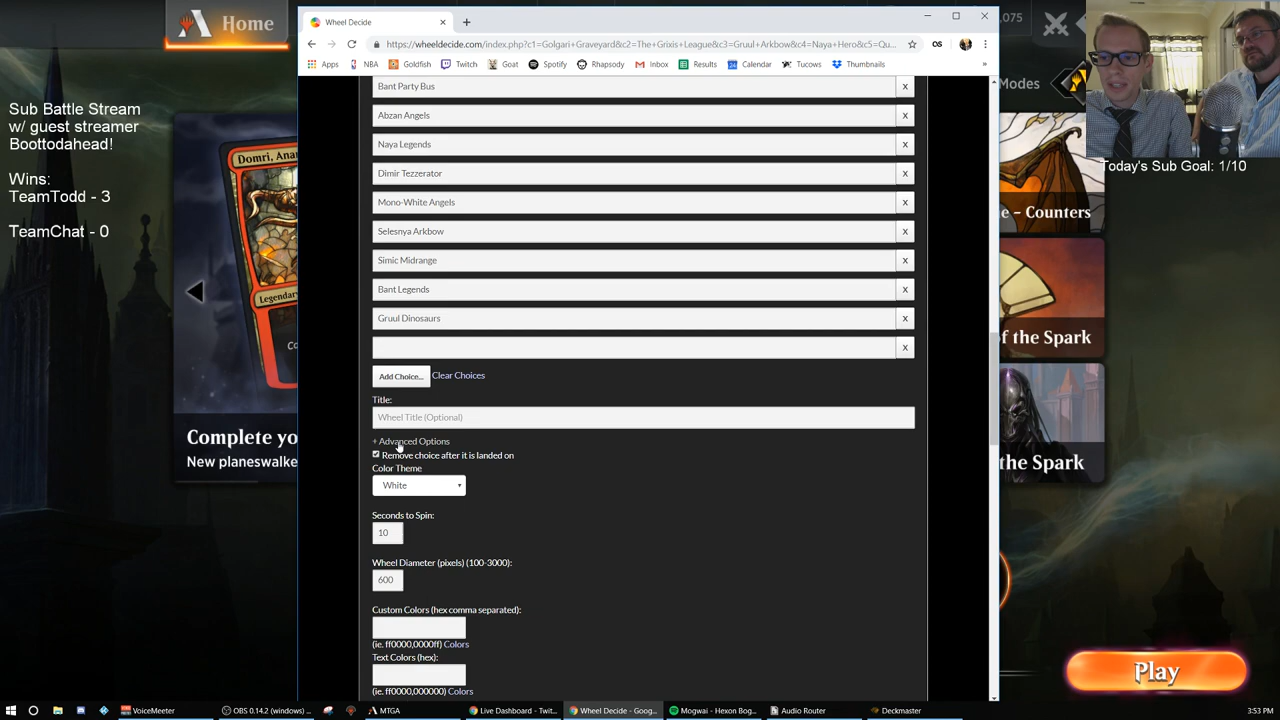 Home
Wheel Decide
https://wheeldecide.com/index.php?c1=Golgari+Graveyard&c2=The+Grixis+League&c3=Gruul+Arkbow&c4=Naya+Hero&c5=Qu...
075
Apps
NBA
Goldfish
Twitch
Goat
Spotify
Rhapsody
Inbox
Results
Calendar
Tucows
Thumbnails
»
Modes
Sub Battle Stream
w/ guest streamer
Boottodahead!
Wins:
TeamTodd - 3
TeamChat - 0
Today's Sub Goal: 1/10
Bant Party Bus X
Abzan Angels X
Naya Legends X
Dimir Tezzerator X
Mono-White Angels X
Selesnya Arkbow X
Simic Midrange X
Bant Legends X
Gruul Dinosaurs X
X
Add Choice... Clear Choices
Title:
Wheel Title (Optional)
+ Advanced Options
Remove choice after it is landed on
Color Theme
White
Seconds to Spin:
10
Wheel Diameter (pixels) (100-3000):
600
Custom Colors (hex comma separated):
(ie. ff0000,0000ff) Colors
Text Colors (hex):
(ie. ff0000,000000) Colors
Domri, Ana
Legend
Co
Complete yo
New planeswalke
e – Counters
of the Spark
the Spark
Play
VoiceMeeter
OBS 0.14.2 (windows) ...
MTGA
Live Dashboard - Twit...
Wheel Decide - Goog...
Mogwai - Hexon Bog...
Audio Router
Deckmaster
3:53 PM